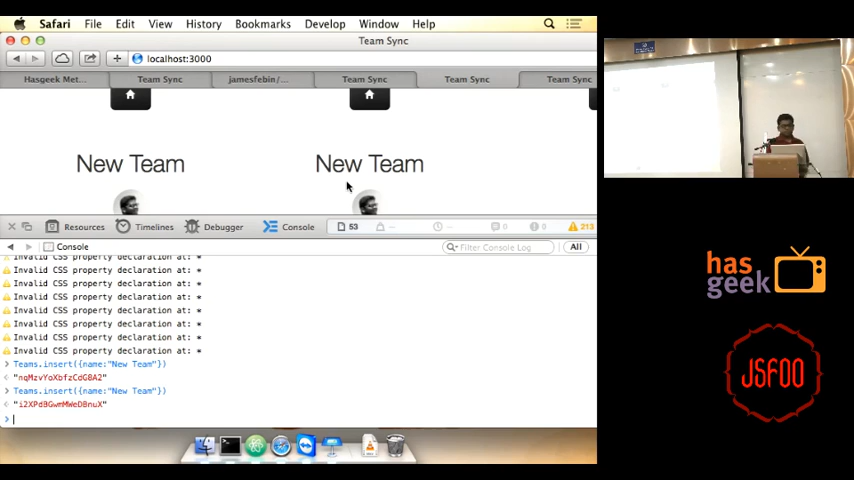 Safari File Edit View History Bookmarks Develop Window Help
Team Sync
localhost:3000
Hasgeek Met... Team Sync jamesfebin/... Team Sync Team Sync Team Sync
New Team New Team
Resources Timelines Debugger Console 53 -- -- 0 0 213
Console Filter Console Log All
Invalid CSS property declaration at: *
Invalid CSS property declaration at: *
Invalid CSS property declaration at: *
Invalid CSS property declaration at: *
Invalid CSS property declaration at: *
Invalid CSS property declaration at: *
Invalid CSS property declaration at: *
Invalid CSS property declaration at: *
> Teams.insert({name:"New Team"})
"nqMzvYoXbfzCdG8A2"
> Teams.insert({name:"New Team"})
"i2XPdBGwmMWeDBnuX"
>
has
geek
JSFOO